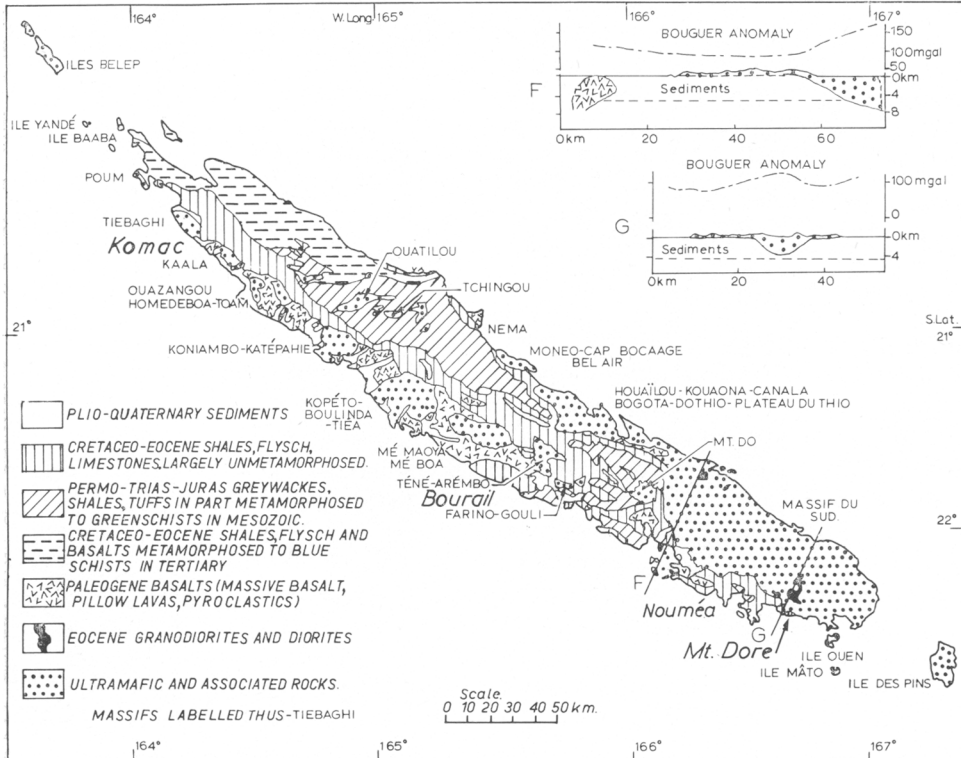 164°
W. Long.
165°
166°
167°
ILES BELEP
BOUGUER ANOMALY
150
100mgal
50
0km
4
8
F
Sediments
0km
20
40
60
ILE YANDÉ
ILE BAABA
POUM
BOUGUER ANOMALY
100mgal
0
0km
4
G
Sediments
0km
20
40
TIEBAGHI
Komac
KAALA
OUATILOU
OUAZANGOU
HOMEDEBOA-TOAM
TCHINGOU
NEMA
21°
S.Lat.
21°
KONIAMBO-KATÉPAHIE
MONEO-CAP BOCAAGE
BEL AIR
KOPÉTO-
BOULINDA
-TIÉA
HOUAÏLOU-KOUAONA-CANALA
BOGOTA-DOTHIO-PLATEAU DU THIO
MT. DO
MÉ MAOYA
MÉ BOA
TÉNÉ-ARÉMBO
Bourail
FARINO-GOULI
MASSIF DU
SUD.
22°
F
Nouméa
G
Mt. Dore
ILE OUEN
ILE MÂTO
ILE DES PINS
PLIO-QUATERNARY SEDIMENTS
CRETACEO-EOCENE SHALES, FLYSCH,
LIMESTONES, LARGELY UNMETAMORPHOSED.
PERMO-TRIAS-JURAS GREYWACKES,
SHALES, TUFFS IN PART METAMORPHOSED
TO GREENSCHISTS IN MESOZOIC.
CRETACEO-EOCENE SHALES, FLYSCH AND
BASALTS METAMORPHOSED TO BLUE
SCHISTS IN TERTIARY
PALEOGENE BASALTS (MASSIVE BASALT,
PILLOW LAVAS, PYROCLASTICS)
EOCENE GRANODIORITES AND DIORITES
ULTRAMAFIC AND ASSOCIATED ROCKS.
MASSIFS LABELLED THUS-TIEBAGHI
Scale.
0 10 20 30 40 50 km.
164°
165°
166°
167°